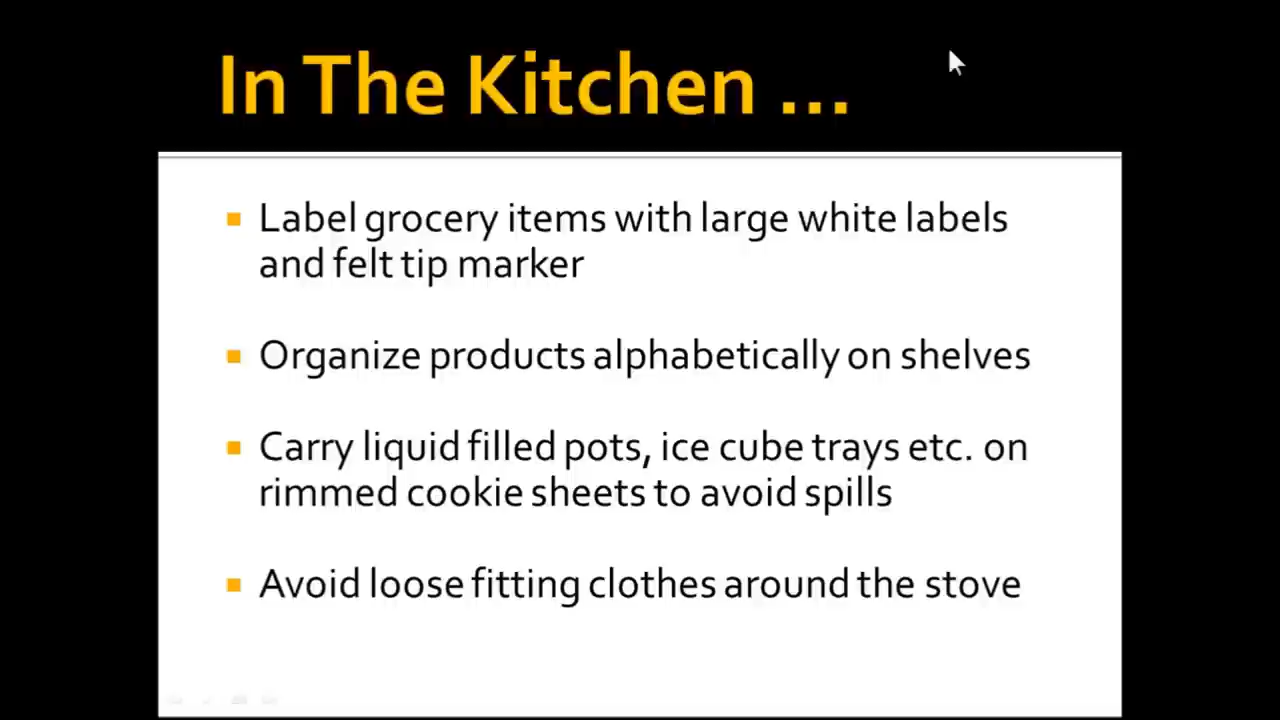 In The Kitchen ...
Label grocery items with large white labels
and felt tip marker
Organize products alphabetically on shelves
Carry liquid filled pots, ice cube trays etc. on
rimmed cookie sheets to avoid spills
Avoid loose fitting clothes around the stove